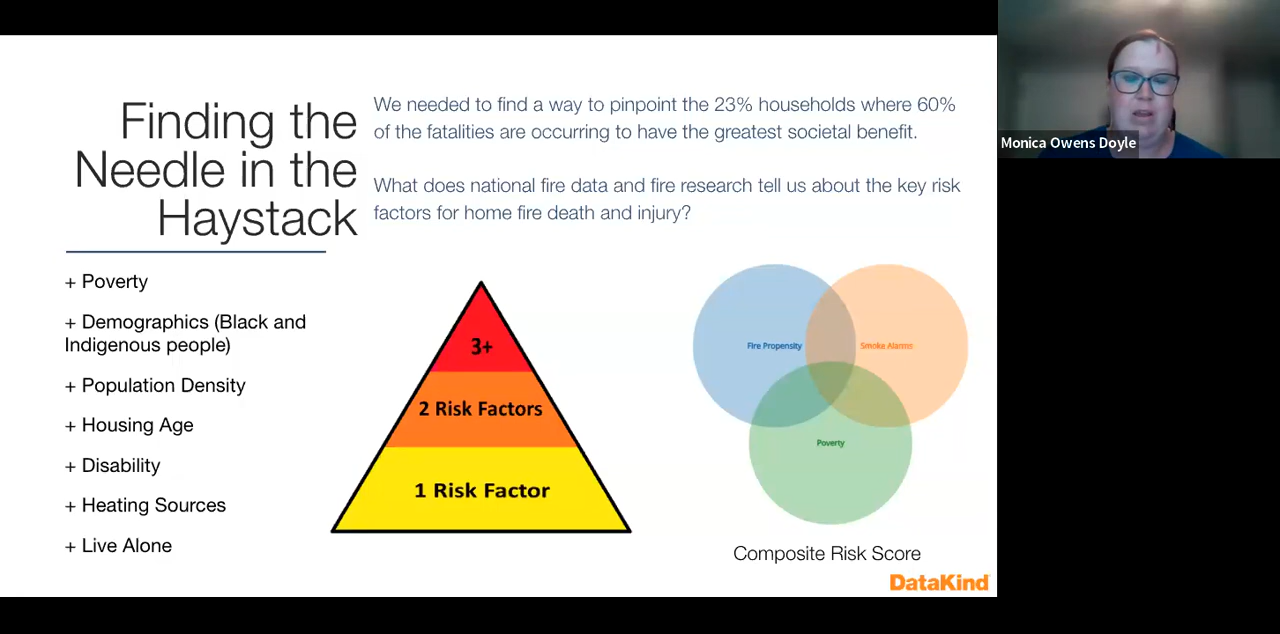 Finding the
Needle in the
Haystack
We needed to find a way to pinpoint the 23% households where 60%
of the fatalities are occurring to have the greatest societal benefit.
What does national fire data and fire research tell us about the key risk
factors for home fire death and injury?
+ Poverty
+ Demographics (Black and
Indigenous people)
+ Population Density
+ Housing Age
+ Disability
+ Heating Sources
+ Live Alone
3+
2 Risk Factors
1 Risk Factor
Fire Propensity
Smoke Alarms
Poverty
Composite Risk Score
DataKind
Monica Owens Doyle